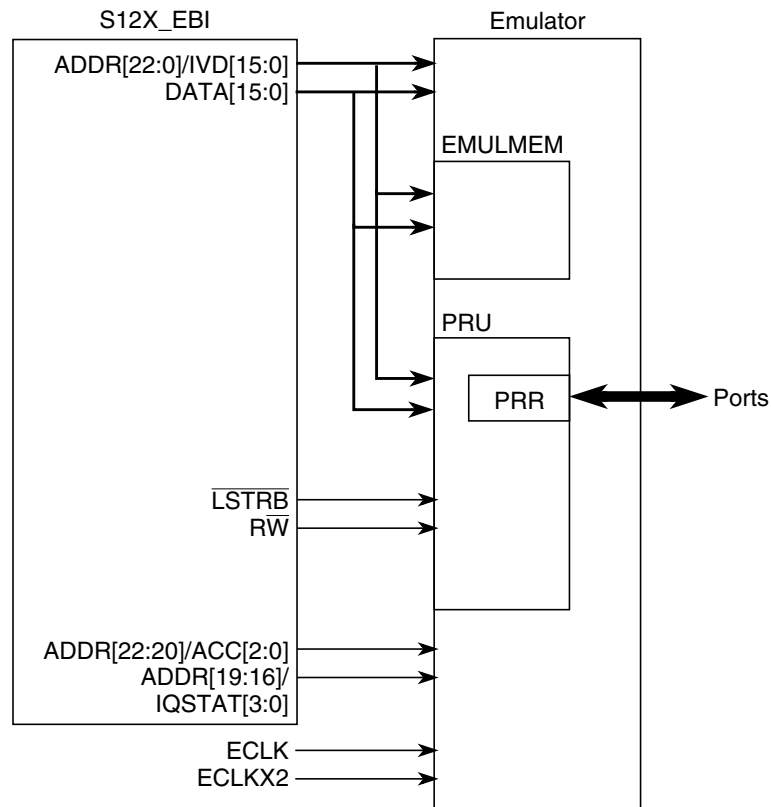 S12X_EBI
Emulator
ADDR[22:0]/IVD[15:0]
DATA[15:0]
EMULMEM
PRU
PRR
Ports
LSTRB
RW
ADDR[22:20]/ACC[2:0]
ADDR[19:16]/
IQSTAT[3:0]
ECLK
ECLKX2